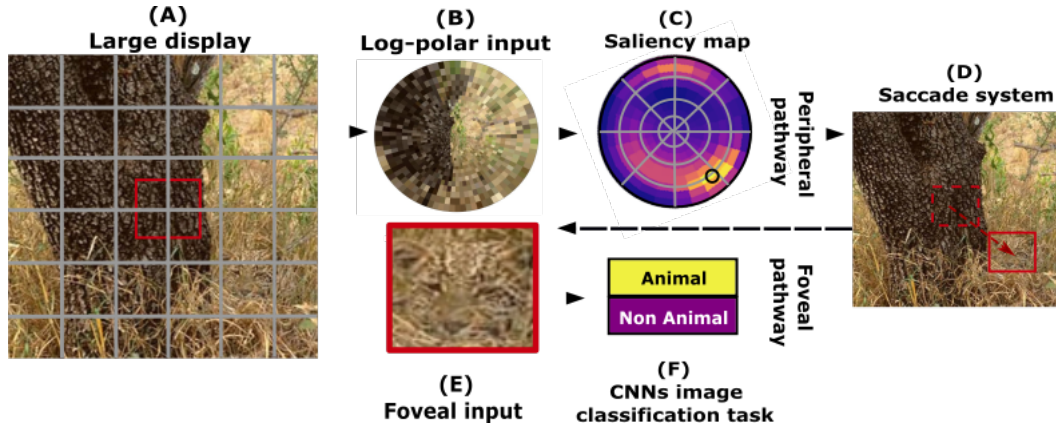 (A)
Large display
(B)
Log-polar input
(C)
Saliency map
Peripheral
pathway
(D)
Saccade system
(E)
Foveal input
Animal
Non Animal
Foveal
pathway
(F)
CNNs image
classification task